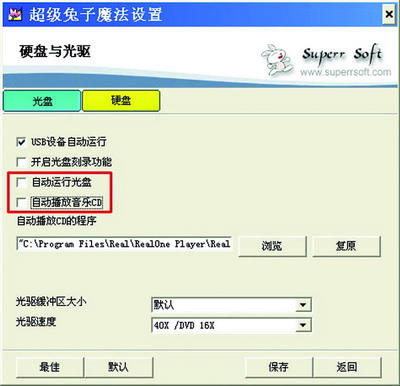 超级兔子魔法设置
硬盘与光驱
Superr Soft
www.superrsoft.com
光盘 硬盘
USB设备自动运行
开启光盘刻录功能
自动运行光盘
自动播放音乐CD
自动播放CD的程序
"C:\Program Files\Real\RealOne Player\Real 浏览 复原
光驱缓冲区大小 默认
光驱速度 40X /DVD 16X
最佳 默认 保存 返回